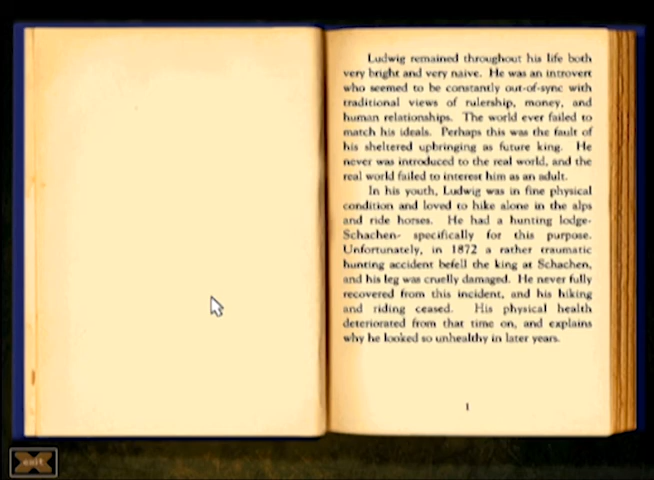 Ludwig remained throughout his life both
very bright and very naive. He was an introvert
who seemed to be constantly out-of-sync with
traditional views of rulership, money, and
human relationships. The world ever failed to
match his ideals. Perhaps this was the fault of
his sheltered upbringing as future king. He
never was introduced to the real world, and the
real world failed to interest him as an adult.
In his youth, Ludwig was in fine physical
condition and loved to hike alone in the alps
and ride horses. He had a hunting lodge-
Schachen- specifically for this purpose.
Unfortunately, in 1872 a rather traumatic
hunting accident befell the king at Schachen,
and his leg was cruelly damaged. He never fully
recovered from this incident, and his hiking
and riding ceased. His physical health
deteriorated from that time on, and explains
why he looked so unhealthy in later years.
1
exit